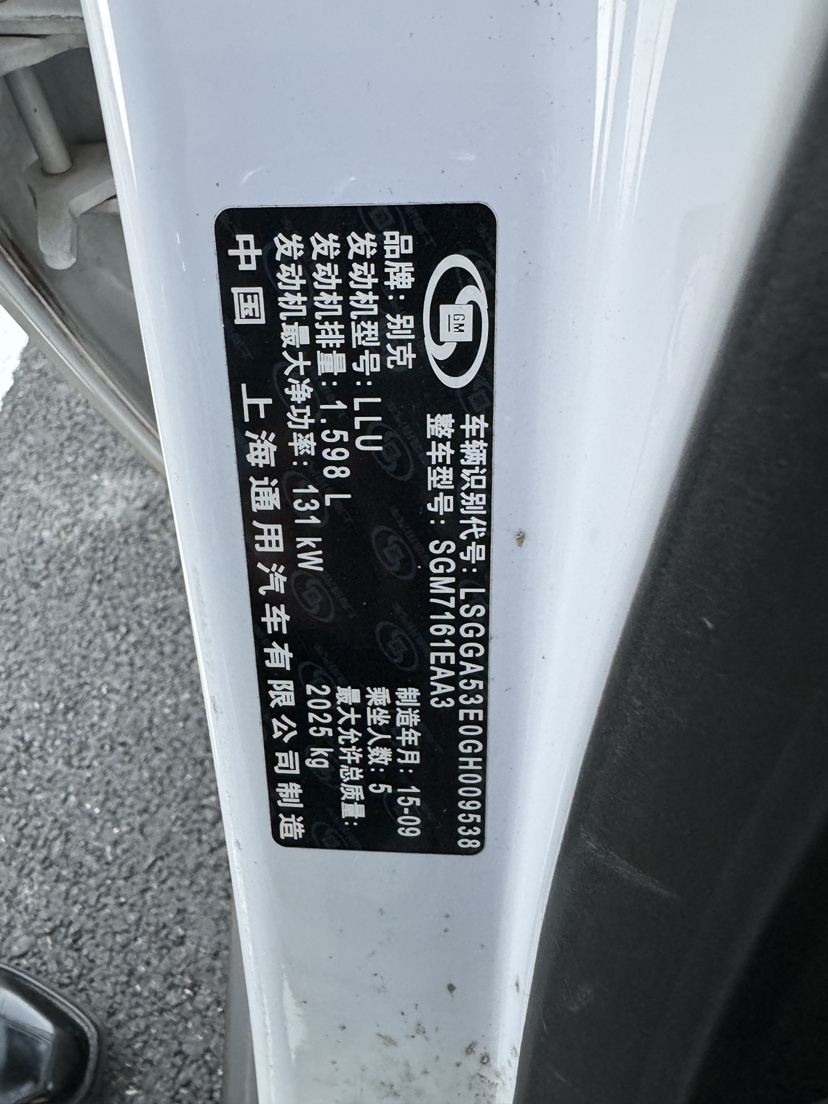 GM
车辆识别代号: LSGGA53E0GH009538
整车型号: SGM7161EAA3
品牌: 别克
制造年月: 15-09
发动机型号: LLU
乘坐人数: 5
发动机排量: 1.598 L
最大允许总质量:
发动机最大净功率: 131 kW
2025 kg
中国 上海通用汽车有限公司制造